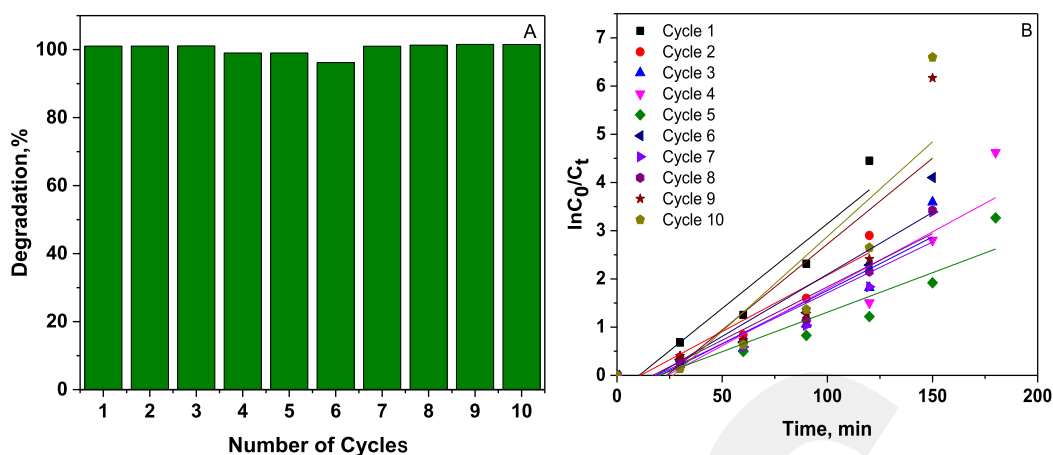 A
Degradation,%
100
80
60
40
20
0
1 2 3 4 5 6 7 8 9 10
Number of Cycles
B
lnC0/Ct
7
6
5
4
3
2
1
0
Cycle 1
Cycle 2
Cycle 3
Cycle 4
Cycle 5
Cycle 6
Cycle 7
Cycle 8
Cycle 9
Cycle 10
0 50 100 150 200
Time, min